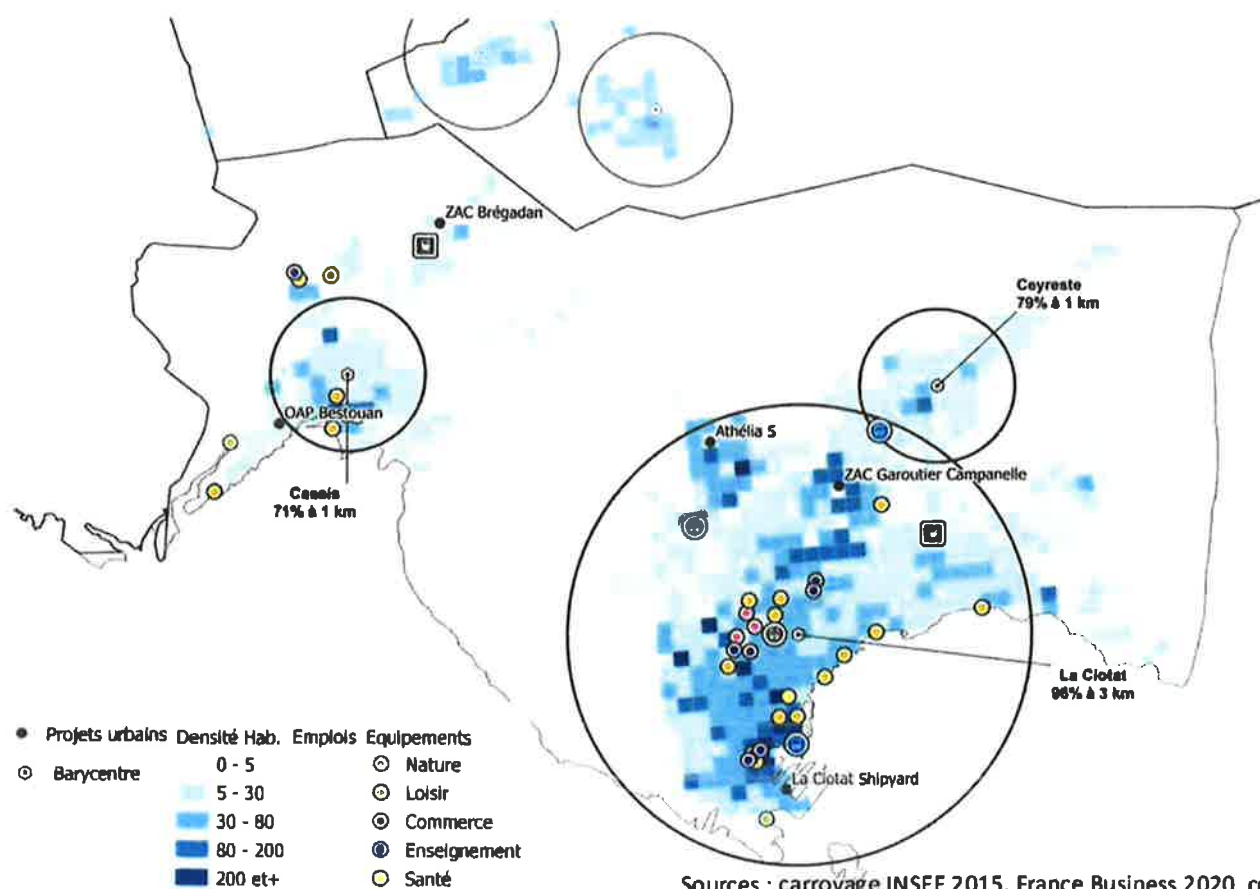 ZAC Brégadan
Ceyreste
79% à 1 km
OAP Bestouan
Athélia 5
ZAC Garoutier Campanelle
Cassis
71% à 1 km
La Ciotat
96% à 3 km
La Ciotat Shipyard
Projets urbains
Barycentre
Densité Hab. Emplois
0 - 5
5 - 30
30 - 80
80 - 200
200 et+
Equipements
Nature
Loisir
Commerce
Enseignement
Santé
Sources : carroyage INSEE 2015, France Business 2020,